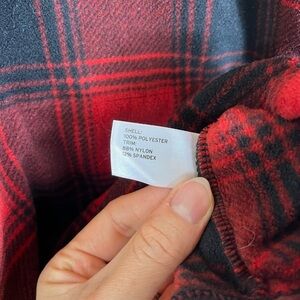 SHELL:
100% POLYESTER
TRIM:
88% NYLON
12% SPANDEX